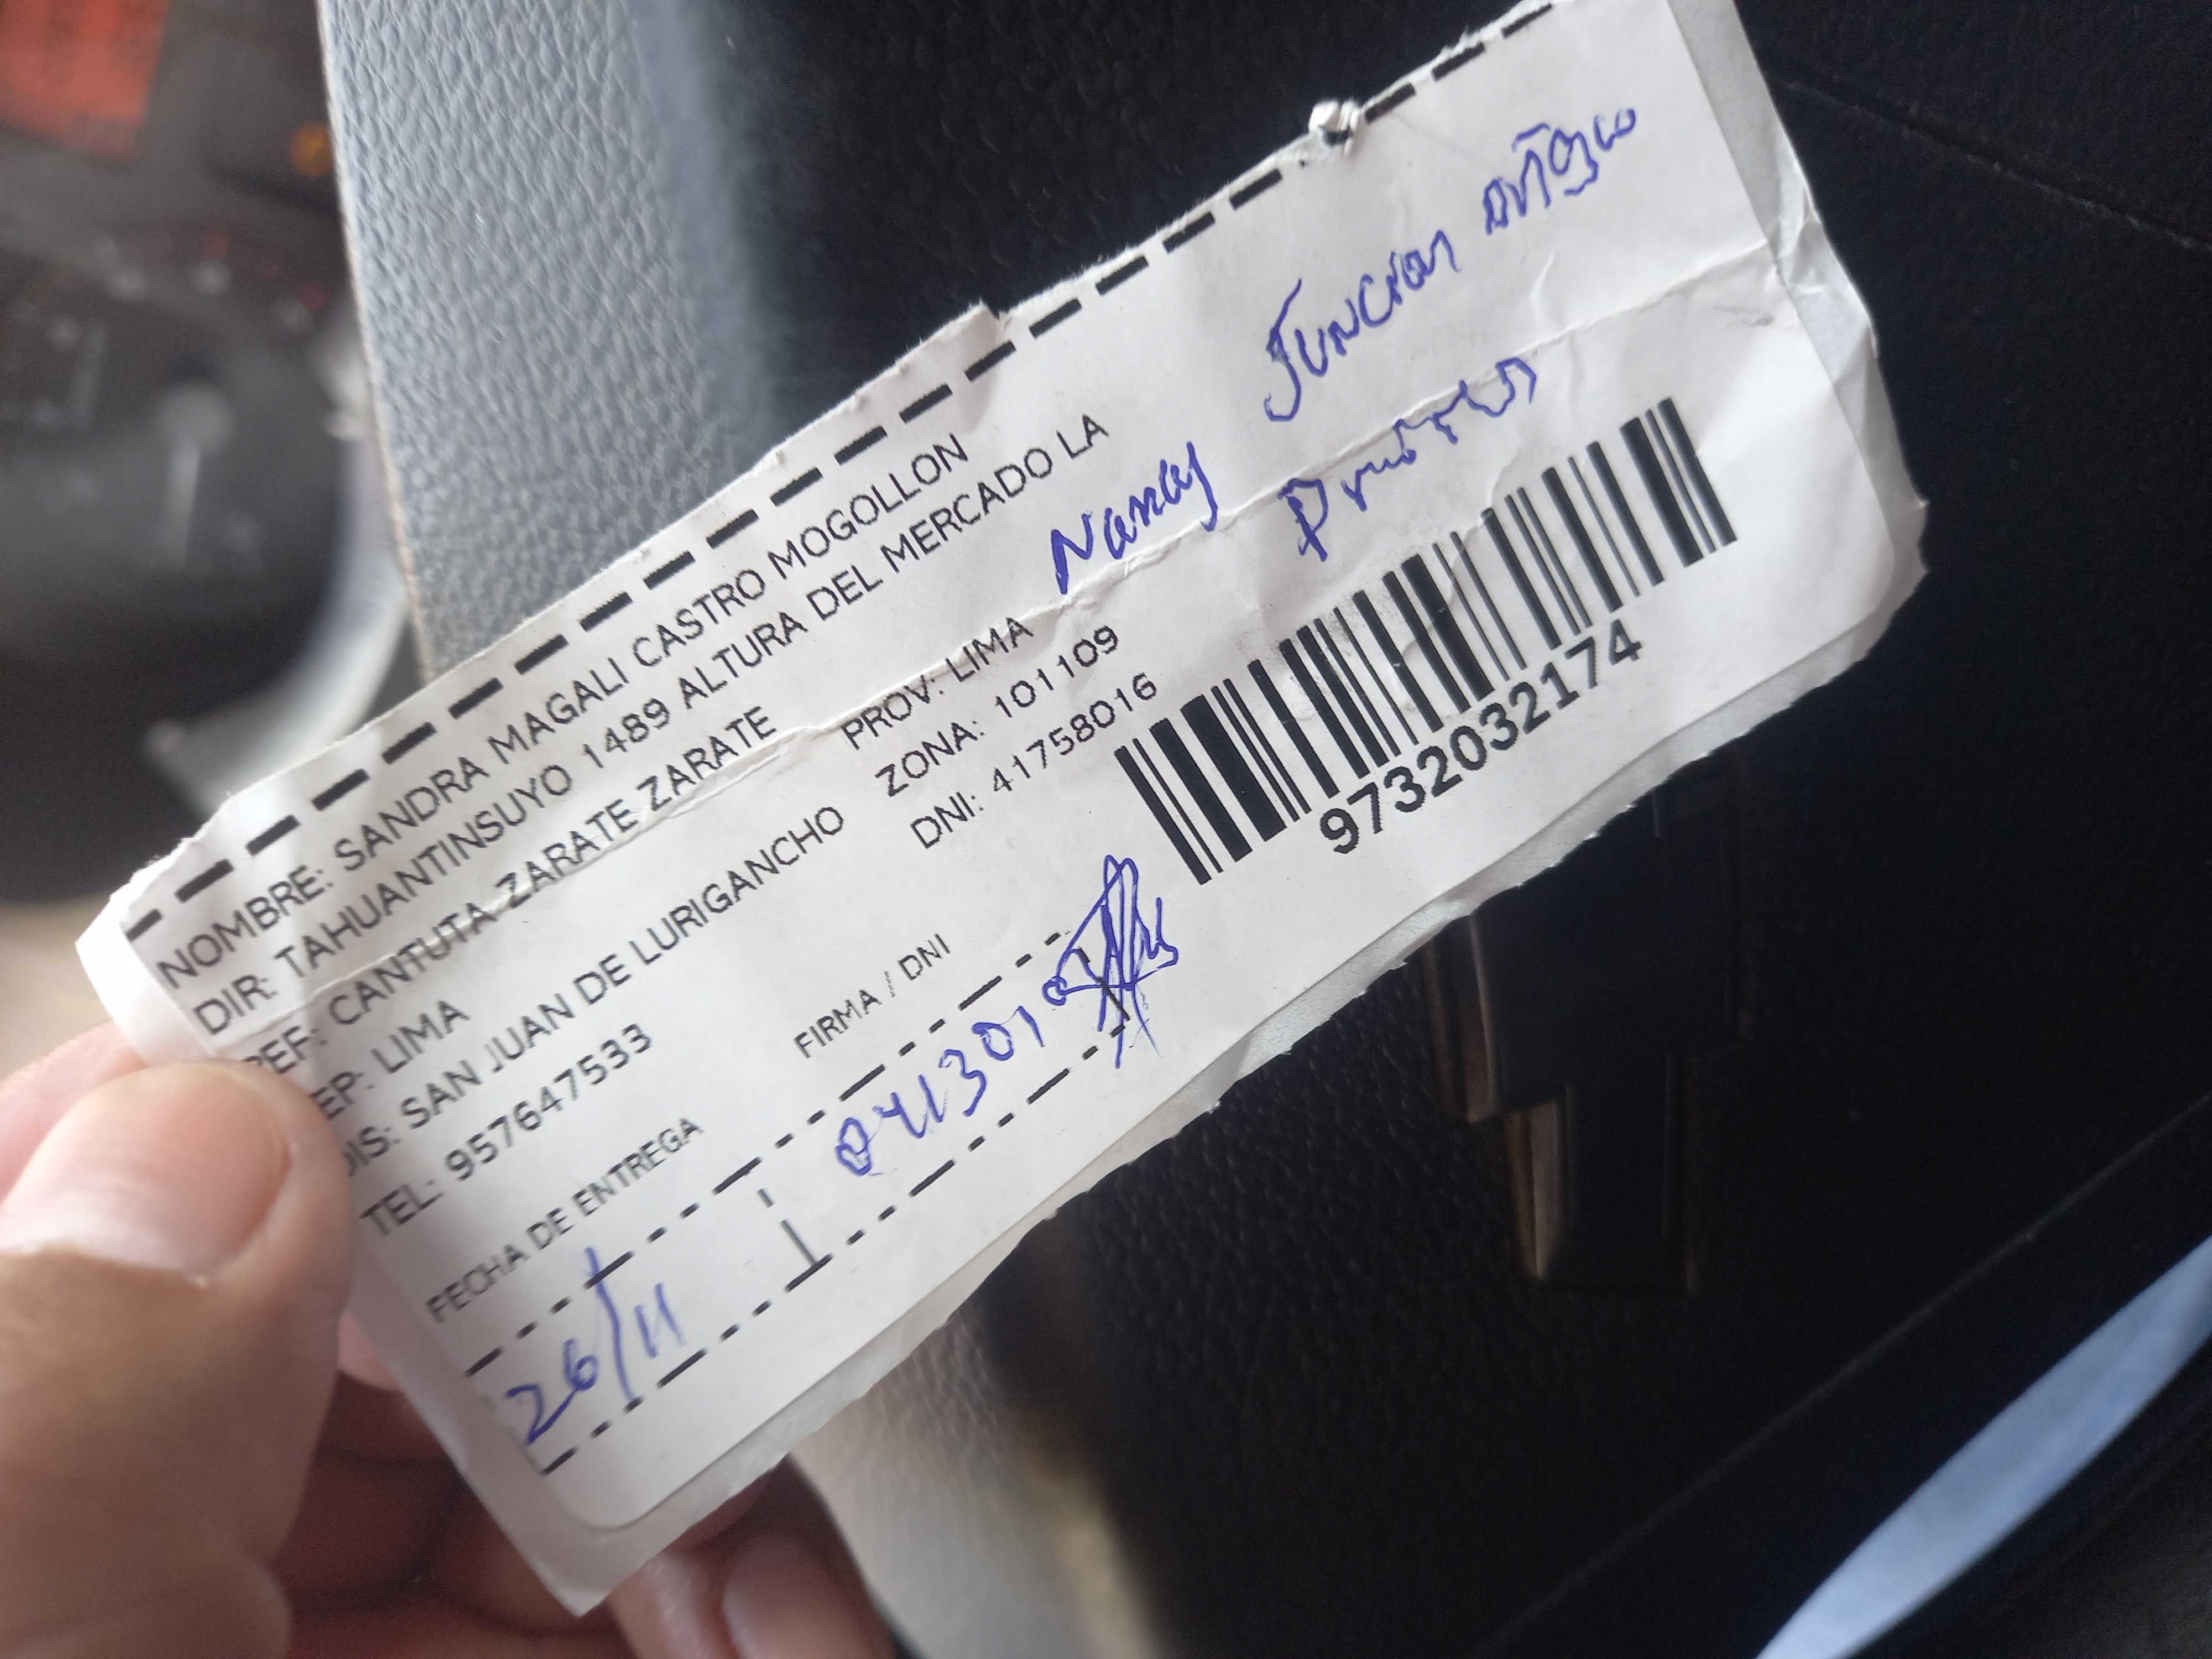 NOMBRE: SANDRA MAGALI CASTRO MOGOLLON
DIR: TAHUANTINSUYO 1489 ALTURA DEL MERCADO LA
REF: CANTUTA ZARATE ZARATE
EP: LIMA PROV: LIMA
DIS: SAN JUAN DE LURIGANCHO ZONA: 101109
TEL: 957647533 DNI: 41758016
Nancy
FECHA DE ENTREGA FIRMA / DNI
26/11
9732032174